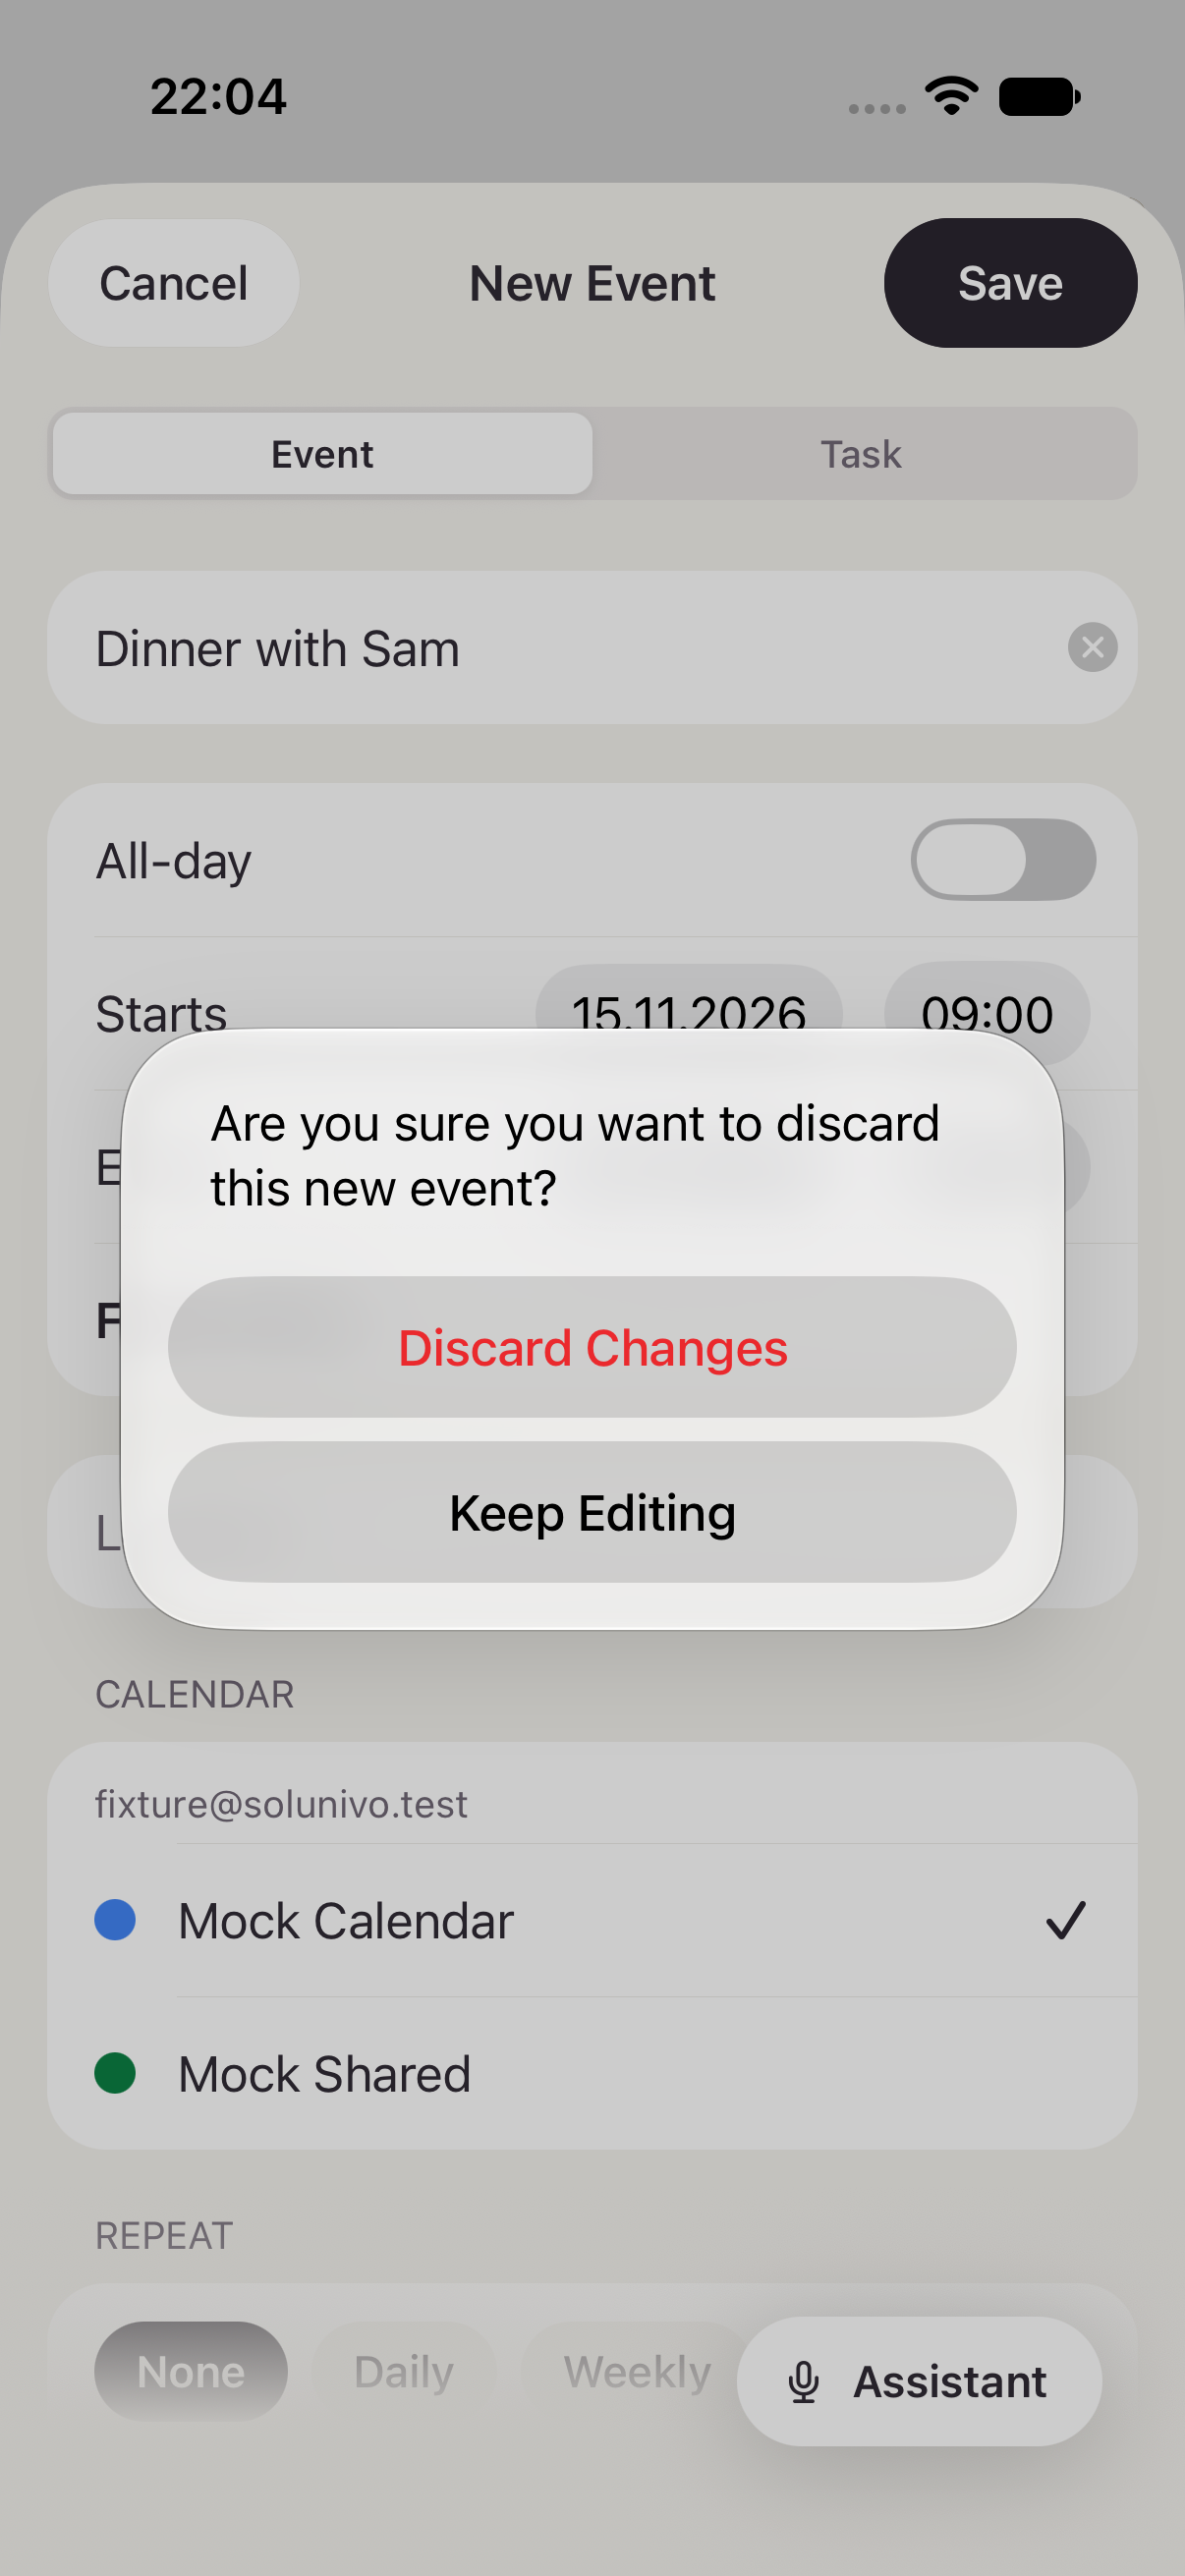 22:04
Cancel
New Event
Save
Event
Task
Dinner with Sam
All-day
Starts
15.11.2026
09:00
Are you sure you want to discard
this new event?
Discard Changes
Keep Editing
CALENDAR
fixture@solunivo.test
Mock Calendar
Mock Shared
REPEAT
None
Daily
Weekly
Assistant